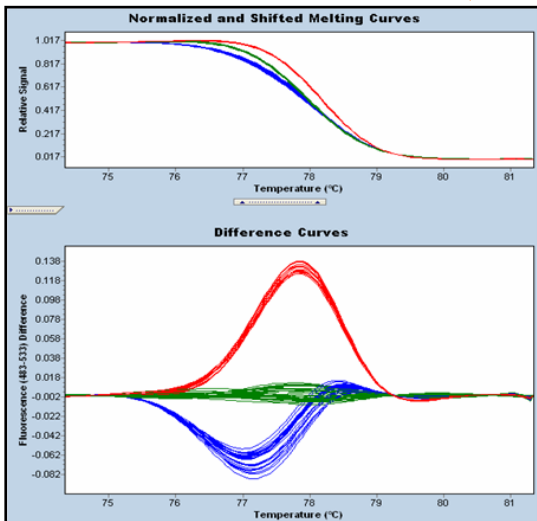 Normalized and Shifted Melting Curves
Relative Signal
1.017
0.817
0.617
0.417
0.217
0.017
75 76 77 78 79 80 81
Temperature (°C)
Difference Curves
Fluorescence (483-533) Difference
0.138
0.118
0.098
0.078
0.058
0.038
0.018
-0.002
-0.022
-0.042
-0.062
-0.082
75 76 77 78 79 80 81
Temperature (°C)